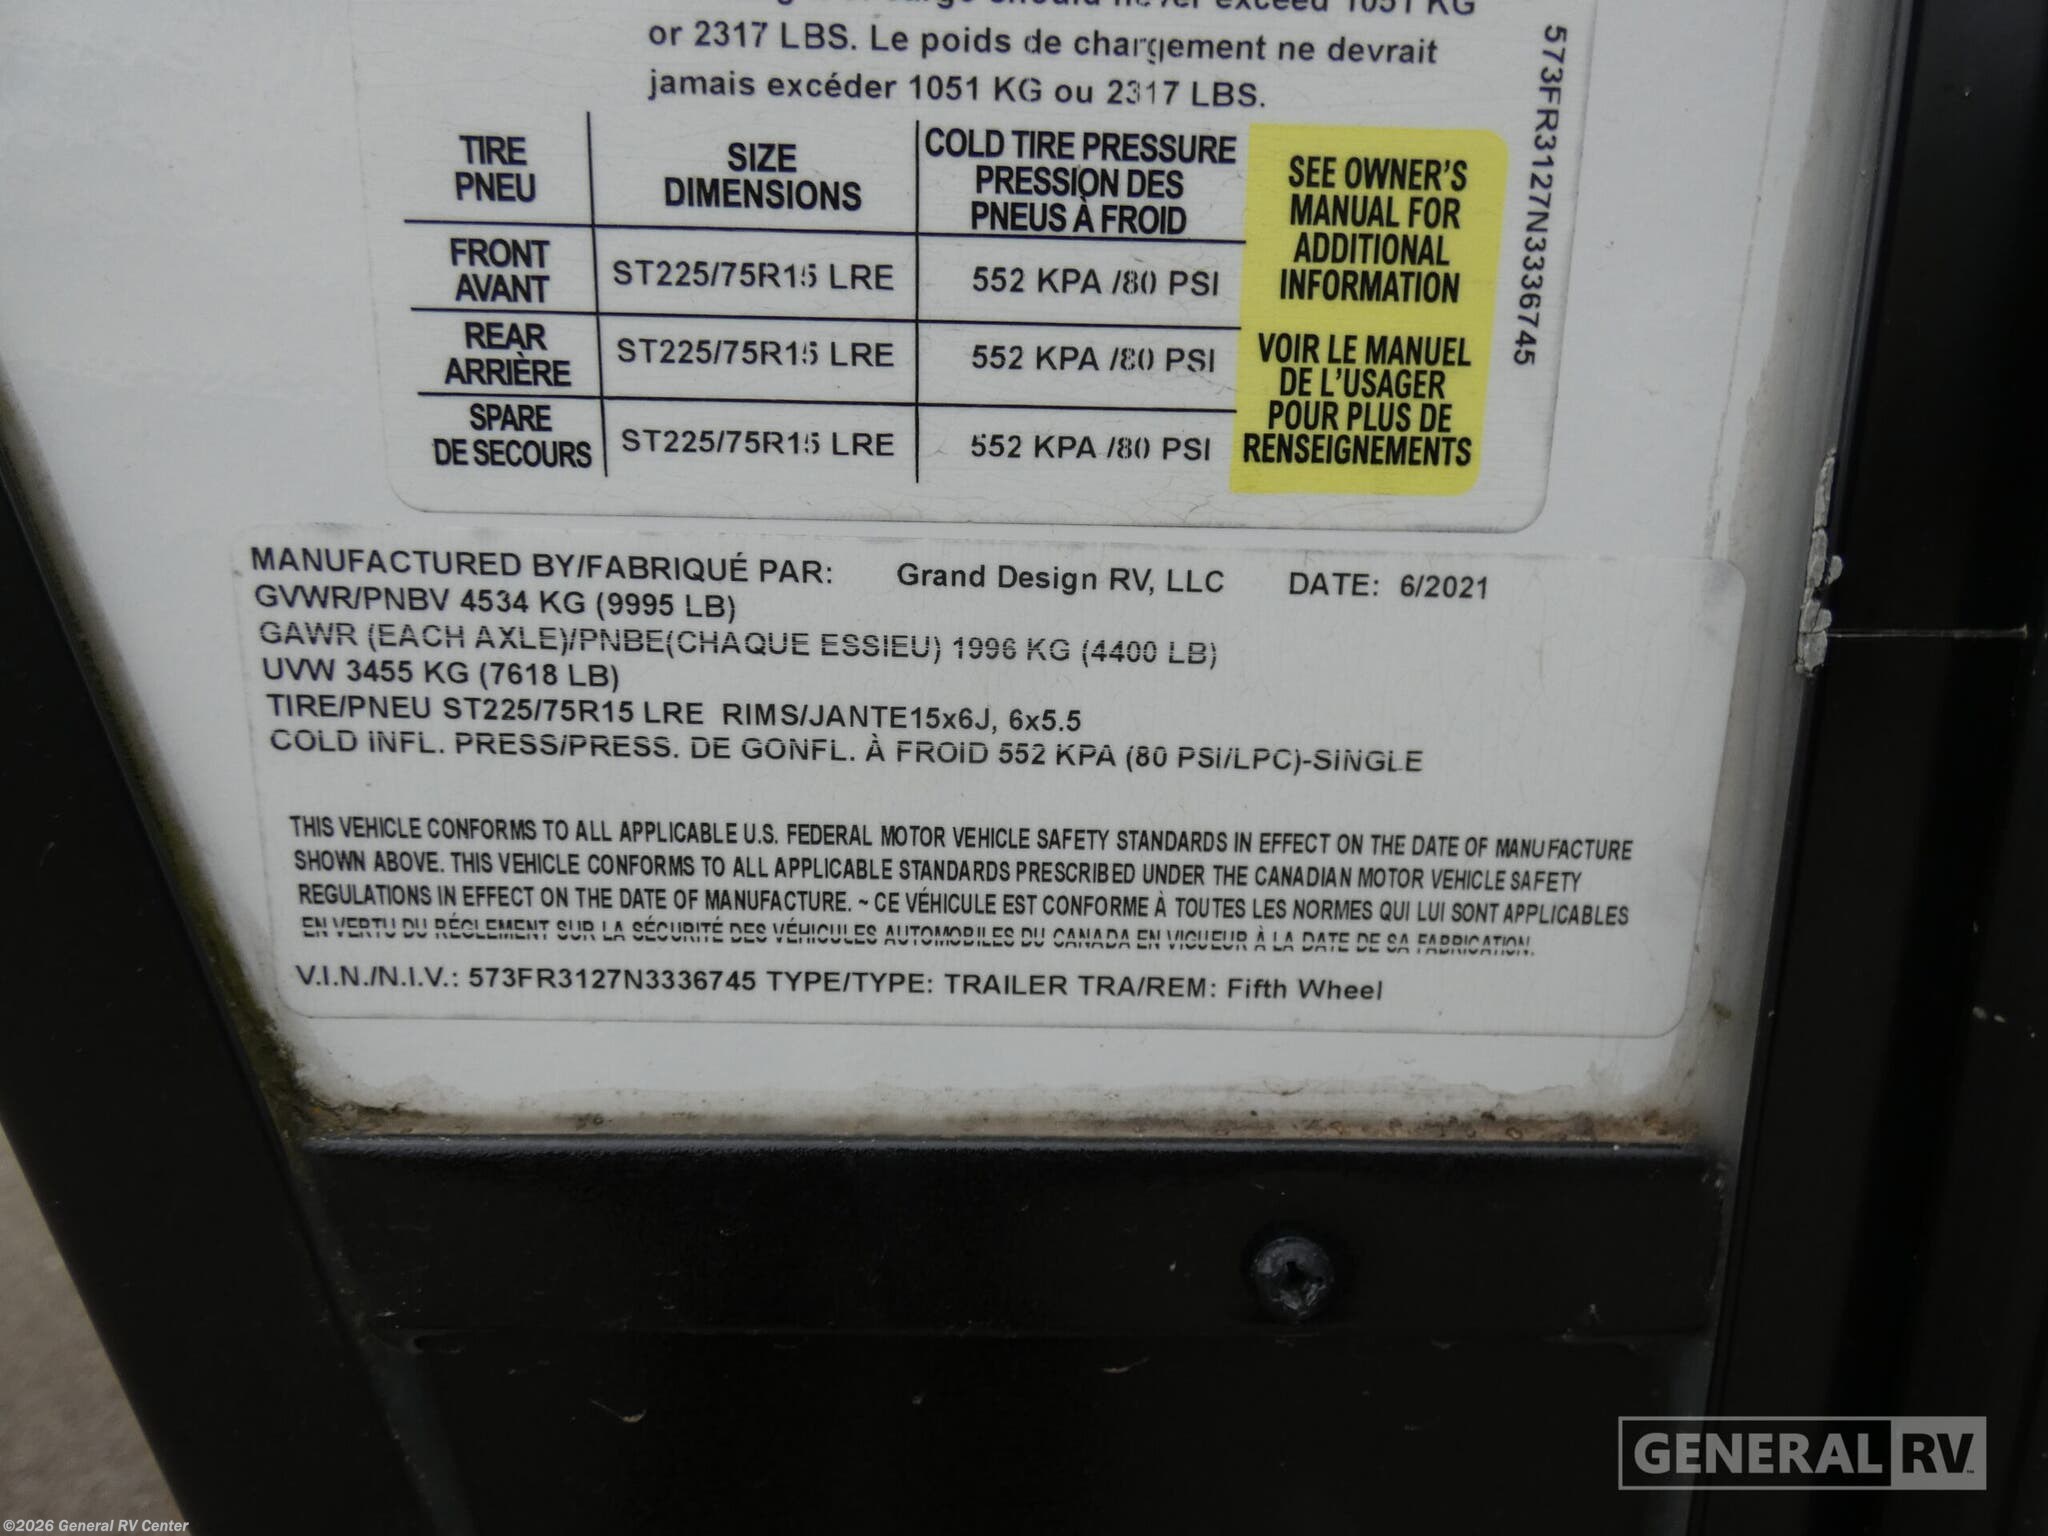 should never exceed 1051 KG
or 2317 LBS. Le poids de chargement ne devrait
jamais excéder 1051 KG ou 2317 LBS.
TIRE
PNEU
SIZE
DIMENSIONS
COLD TIRE PRESSURE
PRESSION DES
PNEUS À FROID
FRONT
AVANT
ST225/75R15 LRE
552 KPA /80 PSI
REAR
ARRIÈRE
ST225/75R15 LRE
552 KPA /80 PSI
SPARE
DE SECOURS
ST225/75R15 LRE
552 KPA /80 PSI
SEE OWNER'S
MANUAL FOR
ADDITIONAL
INFORMATION
VOIR LE MANUEL
DE L'USAGER
POUR PLUS DE
RENSEIGNEMENTS
573FR3127N3336745
MANUFACTURED BY/FABRIQUÉ PAR: Grand Design RV, LLC DATE: 6/2021
GVWR/PNBV 4534 KG (9995 LB)
GAWR (EACH AXLE)/PNBE(CHAQUE ESSIEU) 1996 KG (4400 LB)
UVW 3455 KG (7618 LB)
TIRE/PNEU ST225/75R15 LRE RIMS/JANTE15x6J, 6x5.5
COLD INFL. PRESS/PRESS. DE GONFL. À FROID 552 KPA (80 PSI/LPC)-SINGLE
THIS VEHICLE CONFORMS TO ALL APPLICABLE U.S. FEDERAL MOTOR VEHICLE SAFETY STANDARDS IN EFFECT ON THE DATE OF MANUFACTURE
SHOWN ABOVE. THIS VEHICLE CONFORMS TO ALL APPLICABLE STANDARDS PRESCRIBED UNDER THE CANADIAN MOTOR VEHICLE SAFETY
REGULATIONS IN EFFECT ON THE DATE OF MANUFACTURE. ~ CE VÉHICULE EST CONFORME À TOUTES LES NORMES QUI LUI SONT APPLICABLES
EN VERTU DU RÉGLEMENT SUR LA SÉCURITÉ DES VÉHICULES AUTOMOBILES DU CANADA EN VIGUEUR À LA DATE DE SA FABRICATION.
V.I.N./N.I.V.: 573FR3127N3336745 TYPE/TYPE: TRAILER TRA/REM: Fifth Wheel
GENERAL RV
©2026 General RV Center